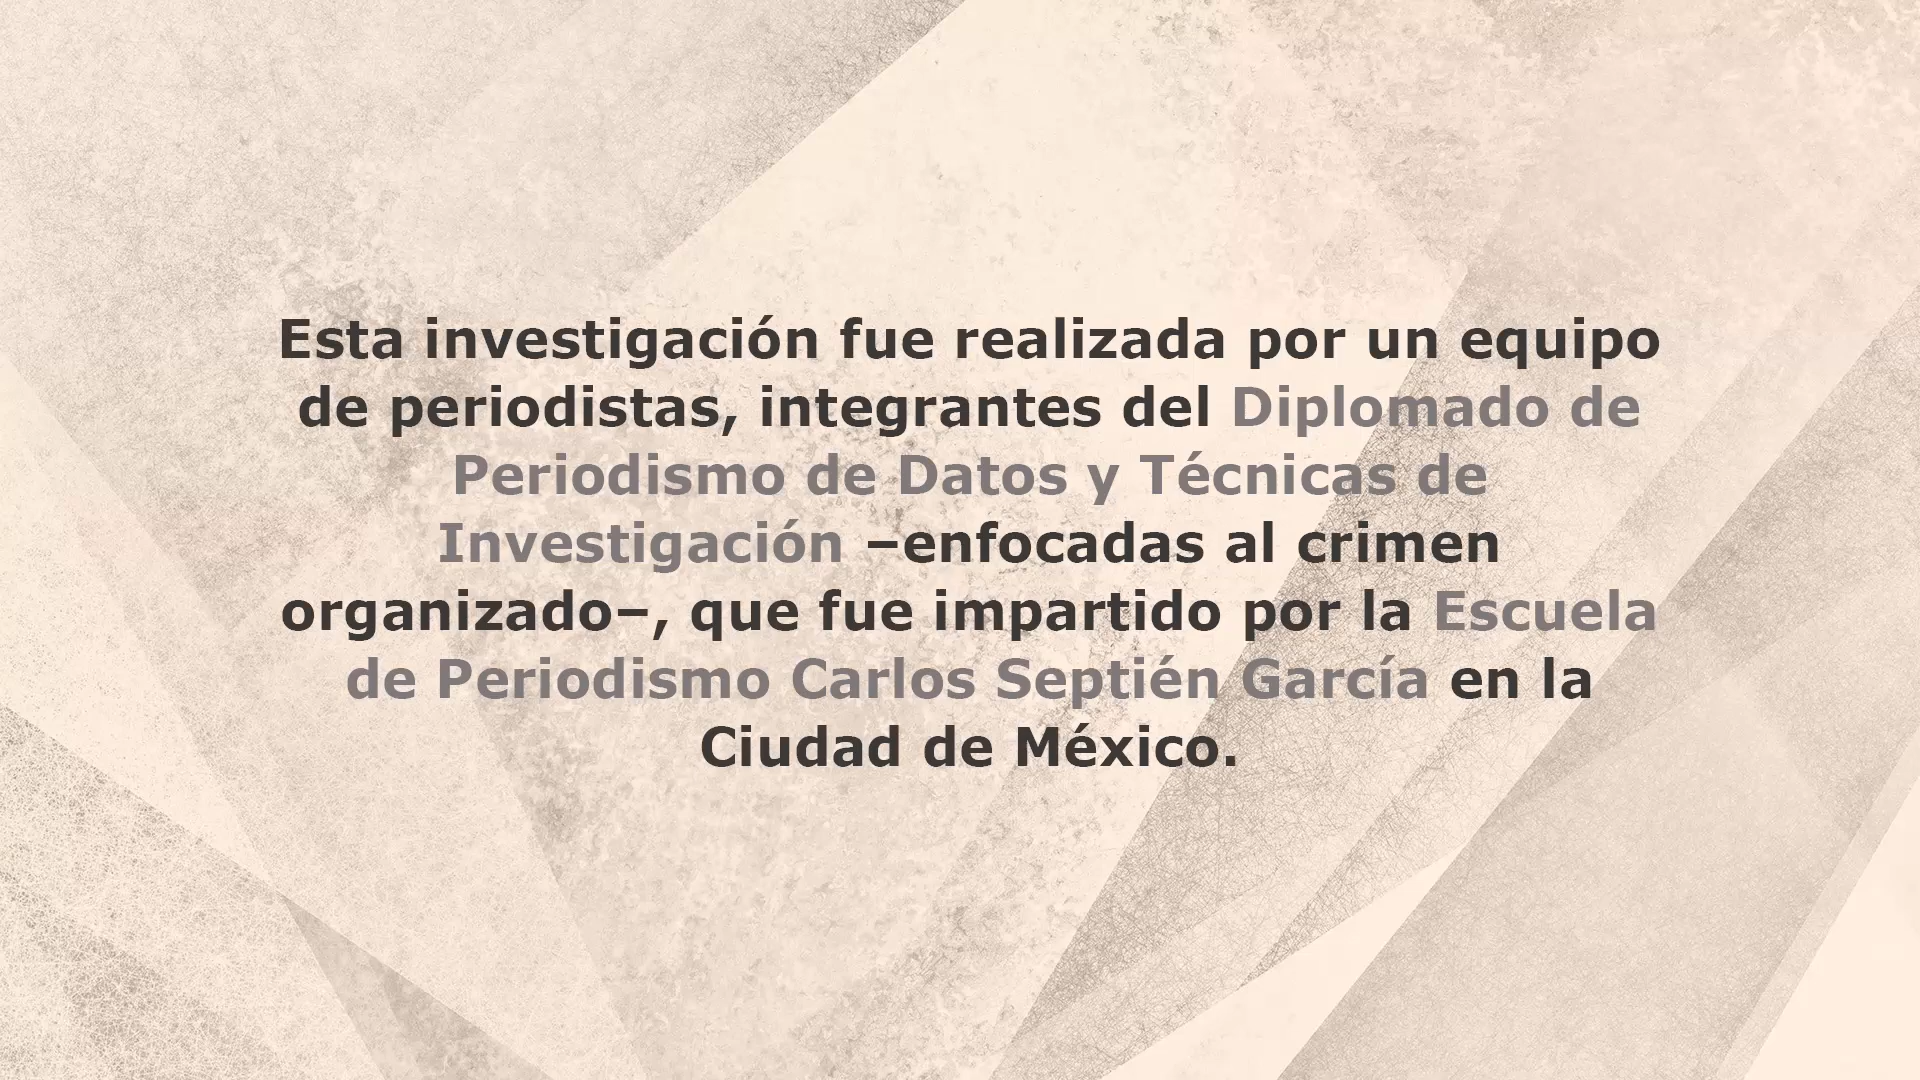 Esta investigación fue realizada por un equipo
de periodistas, integrantes del Diplomado de
Periodismo de Datos y Técnicas de
Investigación –enfocadas al crimen
organizado–, que fue impartido por la Escuela
de Periodismo Carlos Septién García en la
Ciudad de México.